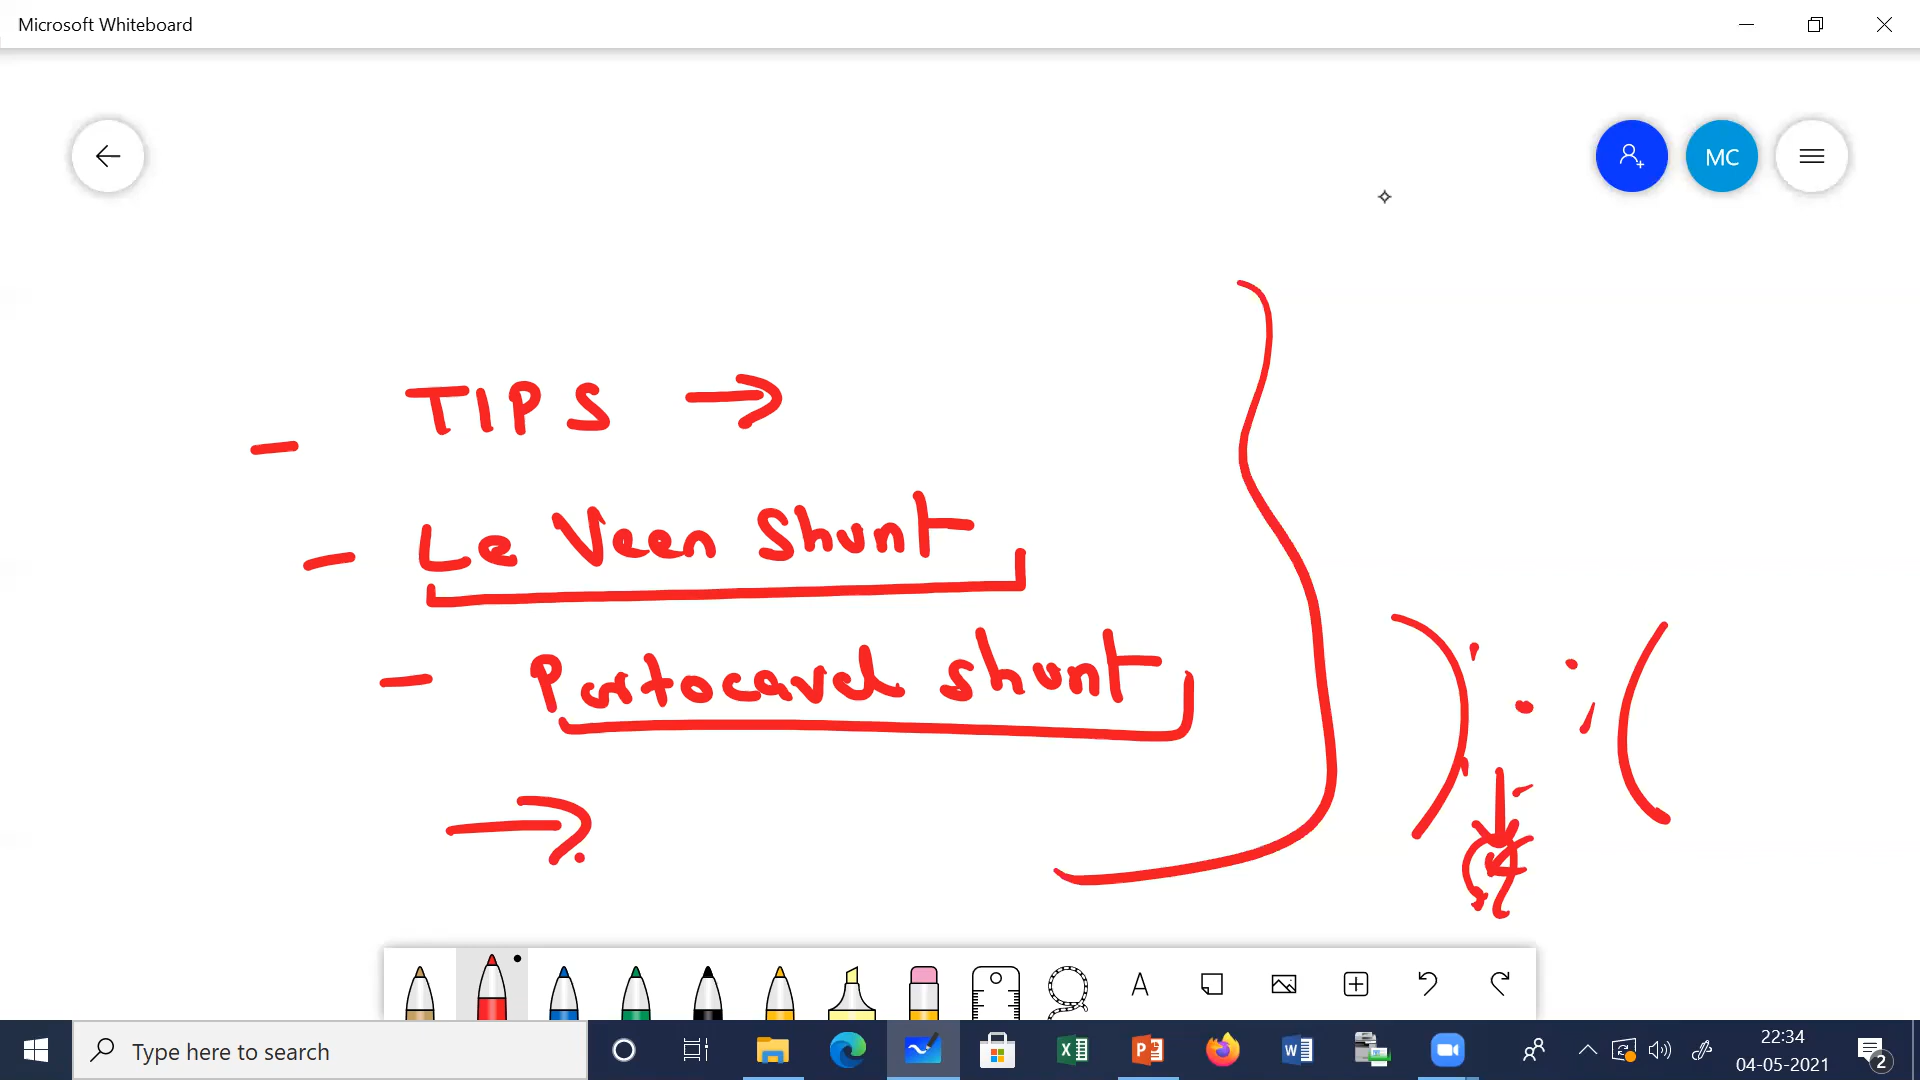 Microsoft Whiteboard
MC
- TIPS →
- Le Veen Shunt
- Portocaval shunt
→
A
Type here to search
22:34
04-05-2021
2